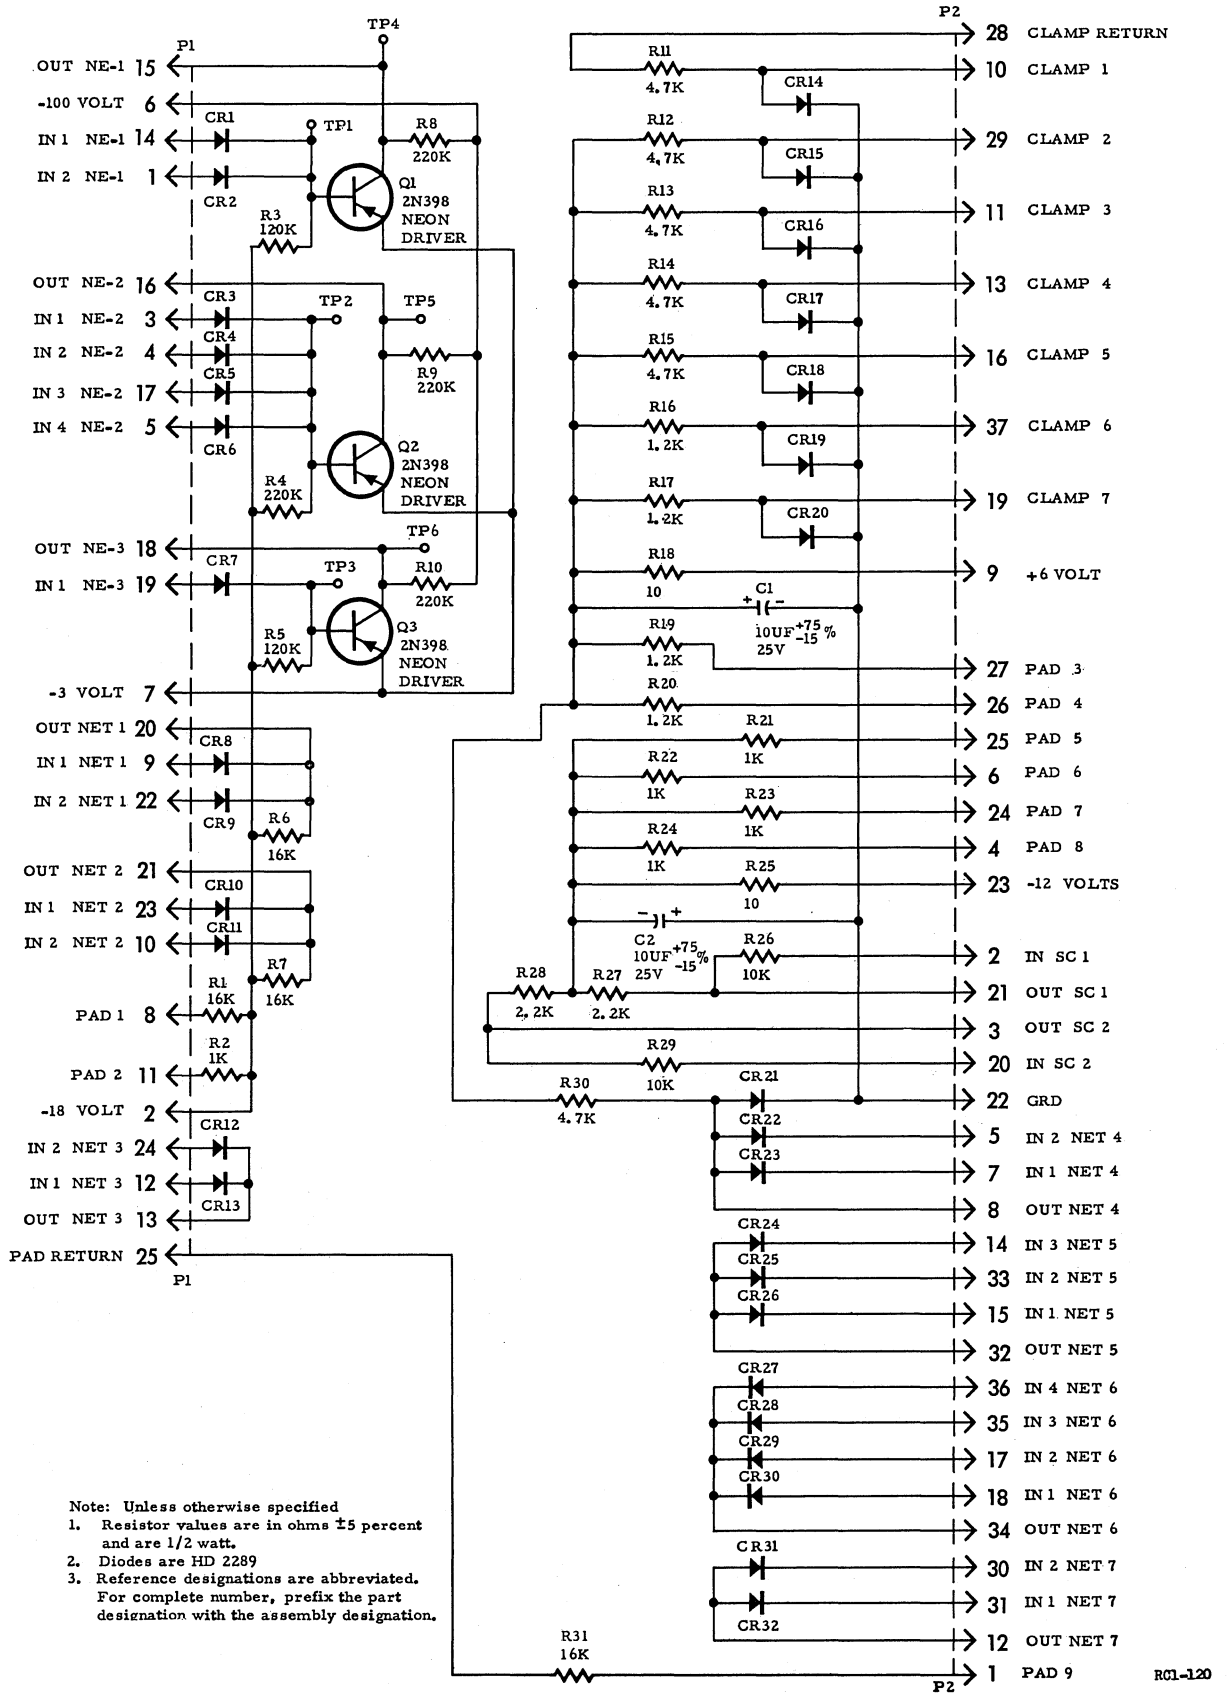 P1
TP4
OUT NE-1 15
-100 VOLT 6
CR1
TP1
IN 1 NE-1 14
R8
220K
IN 2 NE-1 1
CR2
Q1
2N398
NEON
DRIVER
R3
120K
OUT NE-2 16
CR3
TP2
TP5
IN 1 NE-2 3
CR4
IN 2 NE-2 4
R9
220K
CR5
IN 3 NE-2 17
IN 4 NE-2 5
CR6
Q2
2N398
NEON
DRIVER
R4
220K
TP6
OUT NE-3 18
CR7
TP3
R10
220K
IN 1 NE-3 19
Q3
2N398
NEON
DRIVER
R5
120K
-3 VOLT 7
OUT NET 1 20
CR8
IN 1 NET 1 9
IN 2 NET 1 22
CR9
R6
16K
OUT NET 2 21
CR10
IN 1 NET 2 23
CR11
IN 2 NET 2 10
R7
16K
R1
16K
PAD 1 8
R2
1K
PAD 2 11
-18 VOLT 2
CR12
IN 2 NET 3 24
IN 1 NET 3 12
CR13
OUT NET 3 13
PAD RETURN 25
P1
P2
28 CLAMP RETURN
R11
4.7K
10 CLAMP 1
CR14
R12
4.7K
29 CLAMP 2
CR15
R13
4.7K
11 CLAMP 3
CR16
R14
4.7K
13 CLAMP 4
CR17
R15
4.7K
16 CLAMP 5
CR18
R16
1.2K
37 CLAMP 6
CR19
R17
1.2K
19 CLAMP 7
CR20
R18
10
9 +6 VOLT
C1
+ -
10UF +75 -15 %
25V
R19
1.2K
27 PAD 3
R20
1.2K
26 PAD 4
R21
1K
25 PAD 5
R22
1K
6 PAD 6
R23
1K
24 PAD 7
R24
1K
4 PAD 8
R25
10
23 -12 VOLTS
- +
C2
10UF +75 -15 %
25V
R26
10K
2 IN SC 1
R28
2.2K
R27
2.2K
21 OUT SC 1
3 OUT SC 2
R29
10K
20 IN SC 2
R30
4.7K
CR21
22 GRD
CR22
5 IN 2 NET 4
CR23
7 IN 1 NET 4
8 OUT NET 4
CR24
14 IN 3 NET 5
CR25
33 IN 2 NET 5
CR26
15 IN 1 NET 5
32 OUT NET 5
CR27
36 IN 4 NET 6
CR28
35 IN 3 NET 6
CR29
17 IN 2 NET 6
CR30
18 IN 1 NET 6
34 OUT NET 6
CR31
30 IN 2 NET 7
31 IN 1 NET 7
CR32
12 OUT NET 7
R31
16K
1 PAD 9
P2
Note: Unless otherwise specified
1. Resistor values are in ohms ±5 percent
and are 1/2 watt.
2. Diodes are HD 2289
3. Reference designations are abbreviated.
For complete number, prefix the part
designation with the assembly designation.
RC1-120